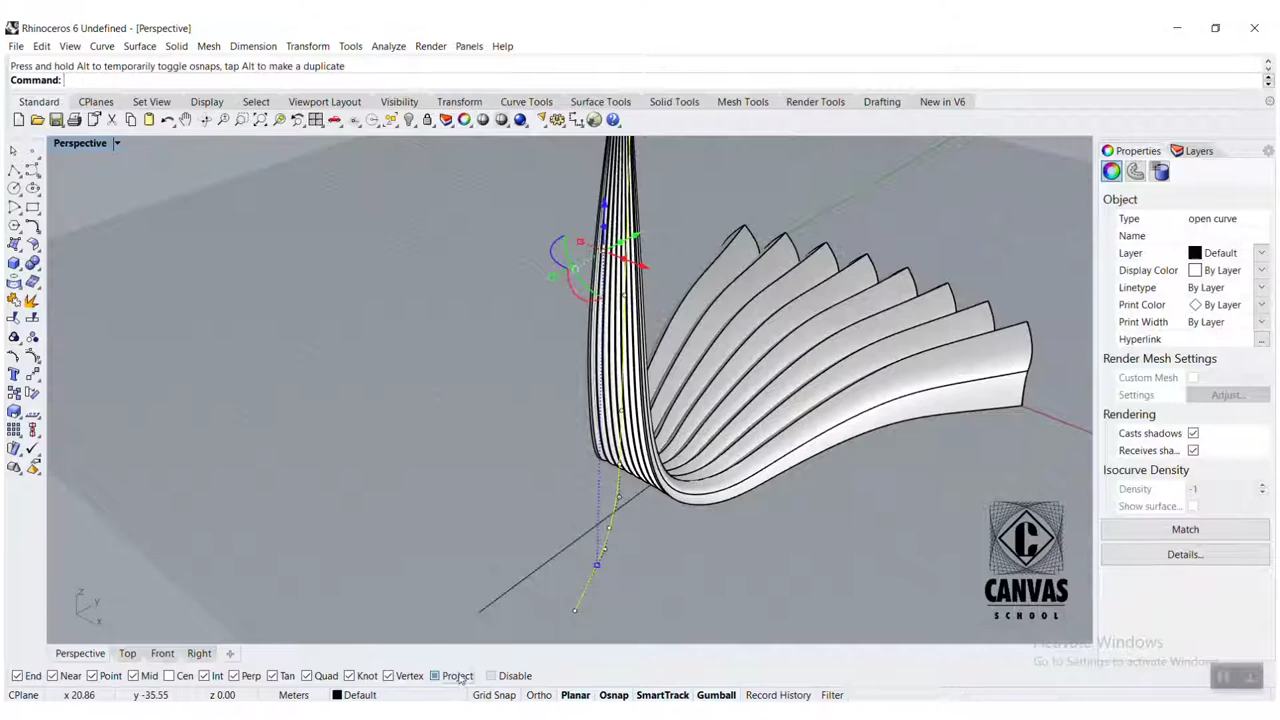 Rhinoceros 6 Undefined - [Perspective]
File Edit View Curve Surface Solid Mesh Dimension Transform Tools Analyze Render Panels Help
Press and hold Alt to temporarily toggle osnaps, tap Alt to make a duplicate
Command:
Standard CPlanes Set View Display Select Viewport Layout Visibility Transform Curve Tools Surface Tools Solid Tools Mesh Tools Render Tools Drafting New in V6
Perspective
Properties Layers
Object
Type open curve
Name
Layer Default
Display Color By Layer
Linetype By Layer
Print Color By Layer
Print Width By Layer
Hyperlink ...
Render Mesh Settings
Custom Mesh
Settings Adjust...
Rendering
Casts shadows
Receives sha...
Isocurve Density
Density -1
Show surface...
Match
Details...
CANVAS
SCHOOL
z
y
x
Activate Windows
Go to Settings to activate Windows.
Perspective Top Front Right
End Near Point Mid Cen Int Perp Tan Quad Knot Vertex Project Disable
CPlane x 20.86 y -35.55 z 0.00 Meters Default Grid Snap Ortho Planar Osnap SmartTrack Gumball Record History Filter